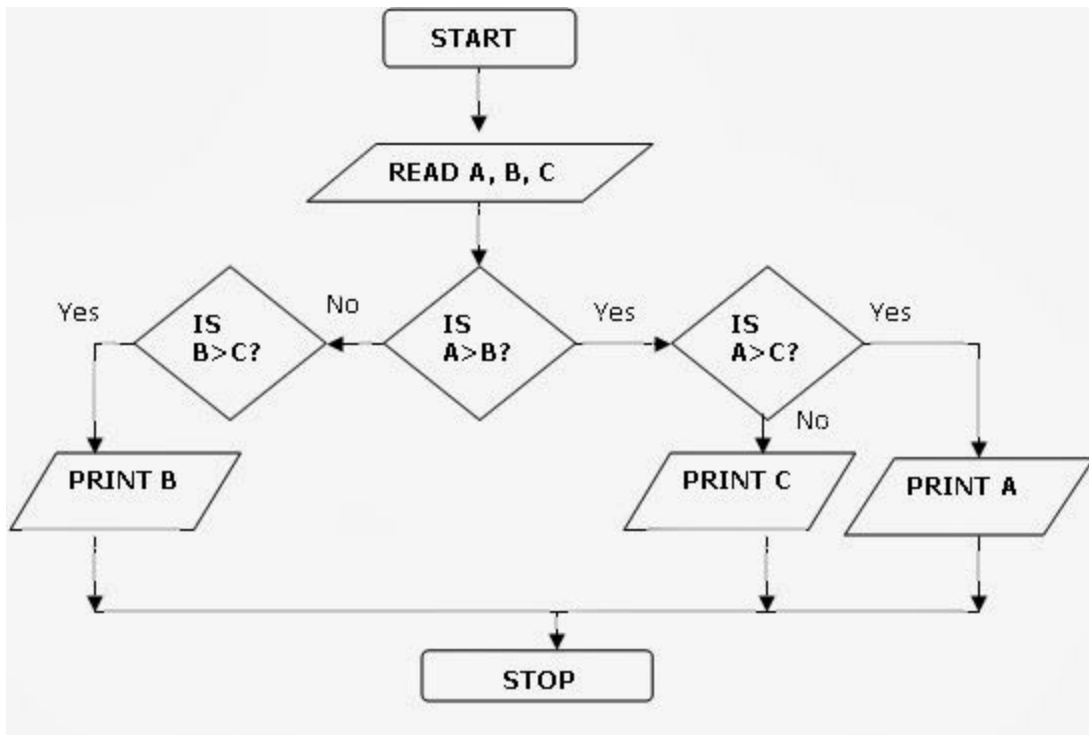 START
READ A, B, C
Yes
IS
B>C?
No
IS
A>B?
Yes
IS
A>C?
Yes
No
PRINT B
PRINT C
PRINT A
STOP